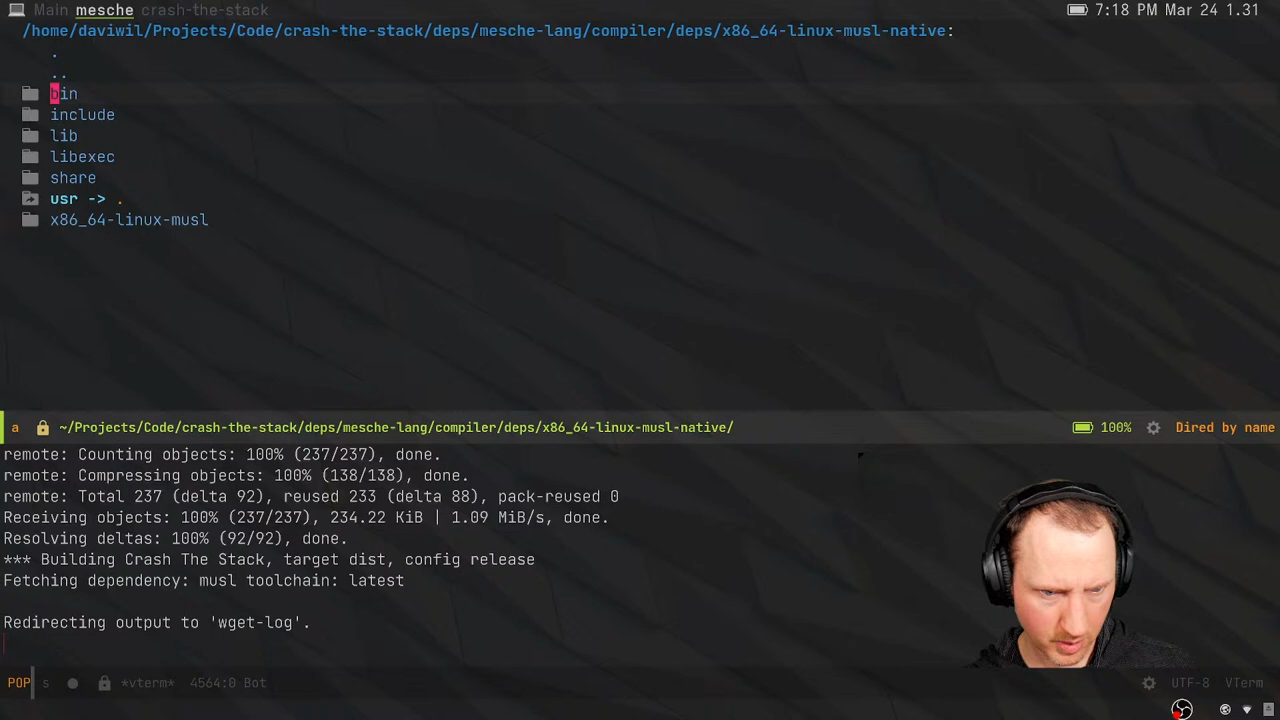 Main mesche crash-the-stack
7:18 PM Mar 24 1.31
/home/daviwil/Projects/Code/crash-the-stack/deps/mesche-lang/compiler/deps/x86_64-linux-musl-native:
.
..
bin
include
lib
libexec
share
usr -> .
x86_64-linux-musl
a ~/Projects/Code/crash-the-stack/deps/mesche-lang/compiler/deps/x86_64-linux-musl-native/ 100% Dired by name
remote: Counting objects: 100% (237/237), done.
remote: Compressing objects: 100% (138/138), done.
remote: Total 237 (delta 92), reused 233 (delta 88), pack-reused 0
Receiving objects: 100% (237/237), 234.22 KiB | 1.09 MiB/s, done.
Resolving deltas: 100% (92/92), done.
*** Building Crash The Stack, target dist, config release
Fetching dependency: musl toolchain: latest
Redirecting output to 'wget-log'.
POP s *vterm* 4564:0 Bot UTF-8 VTerm